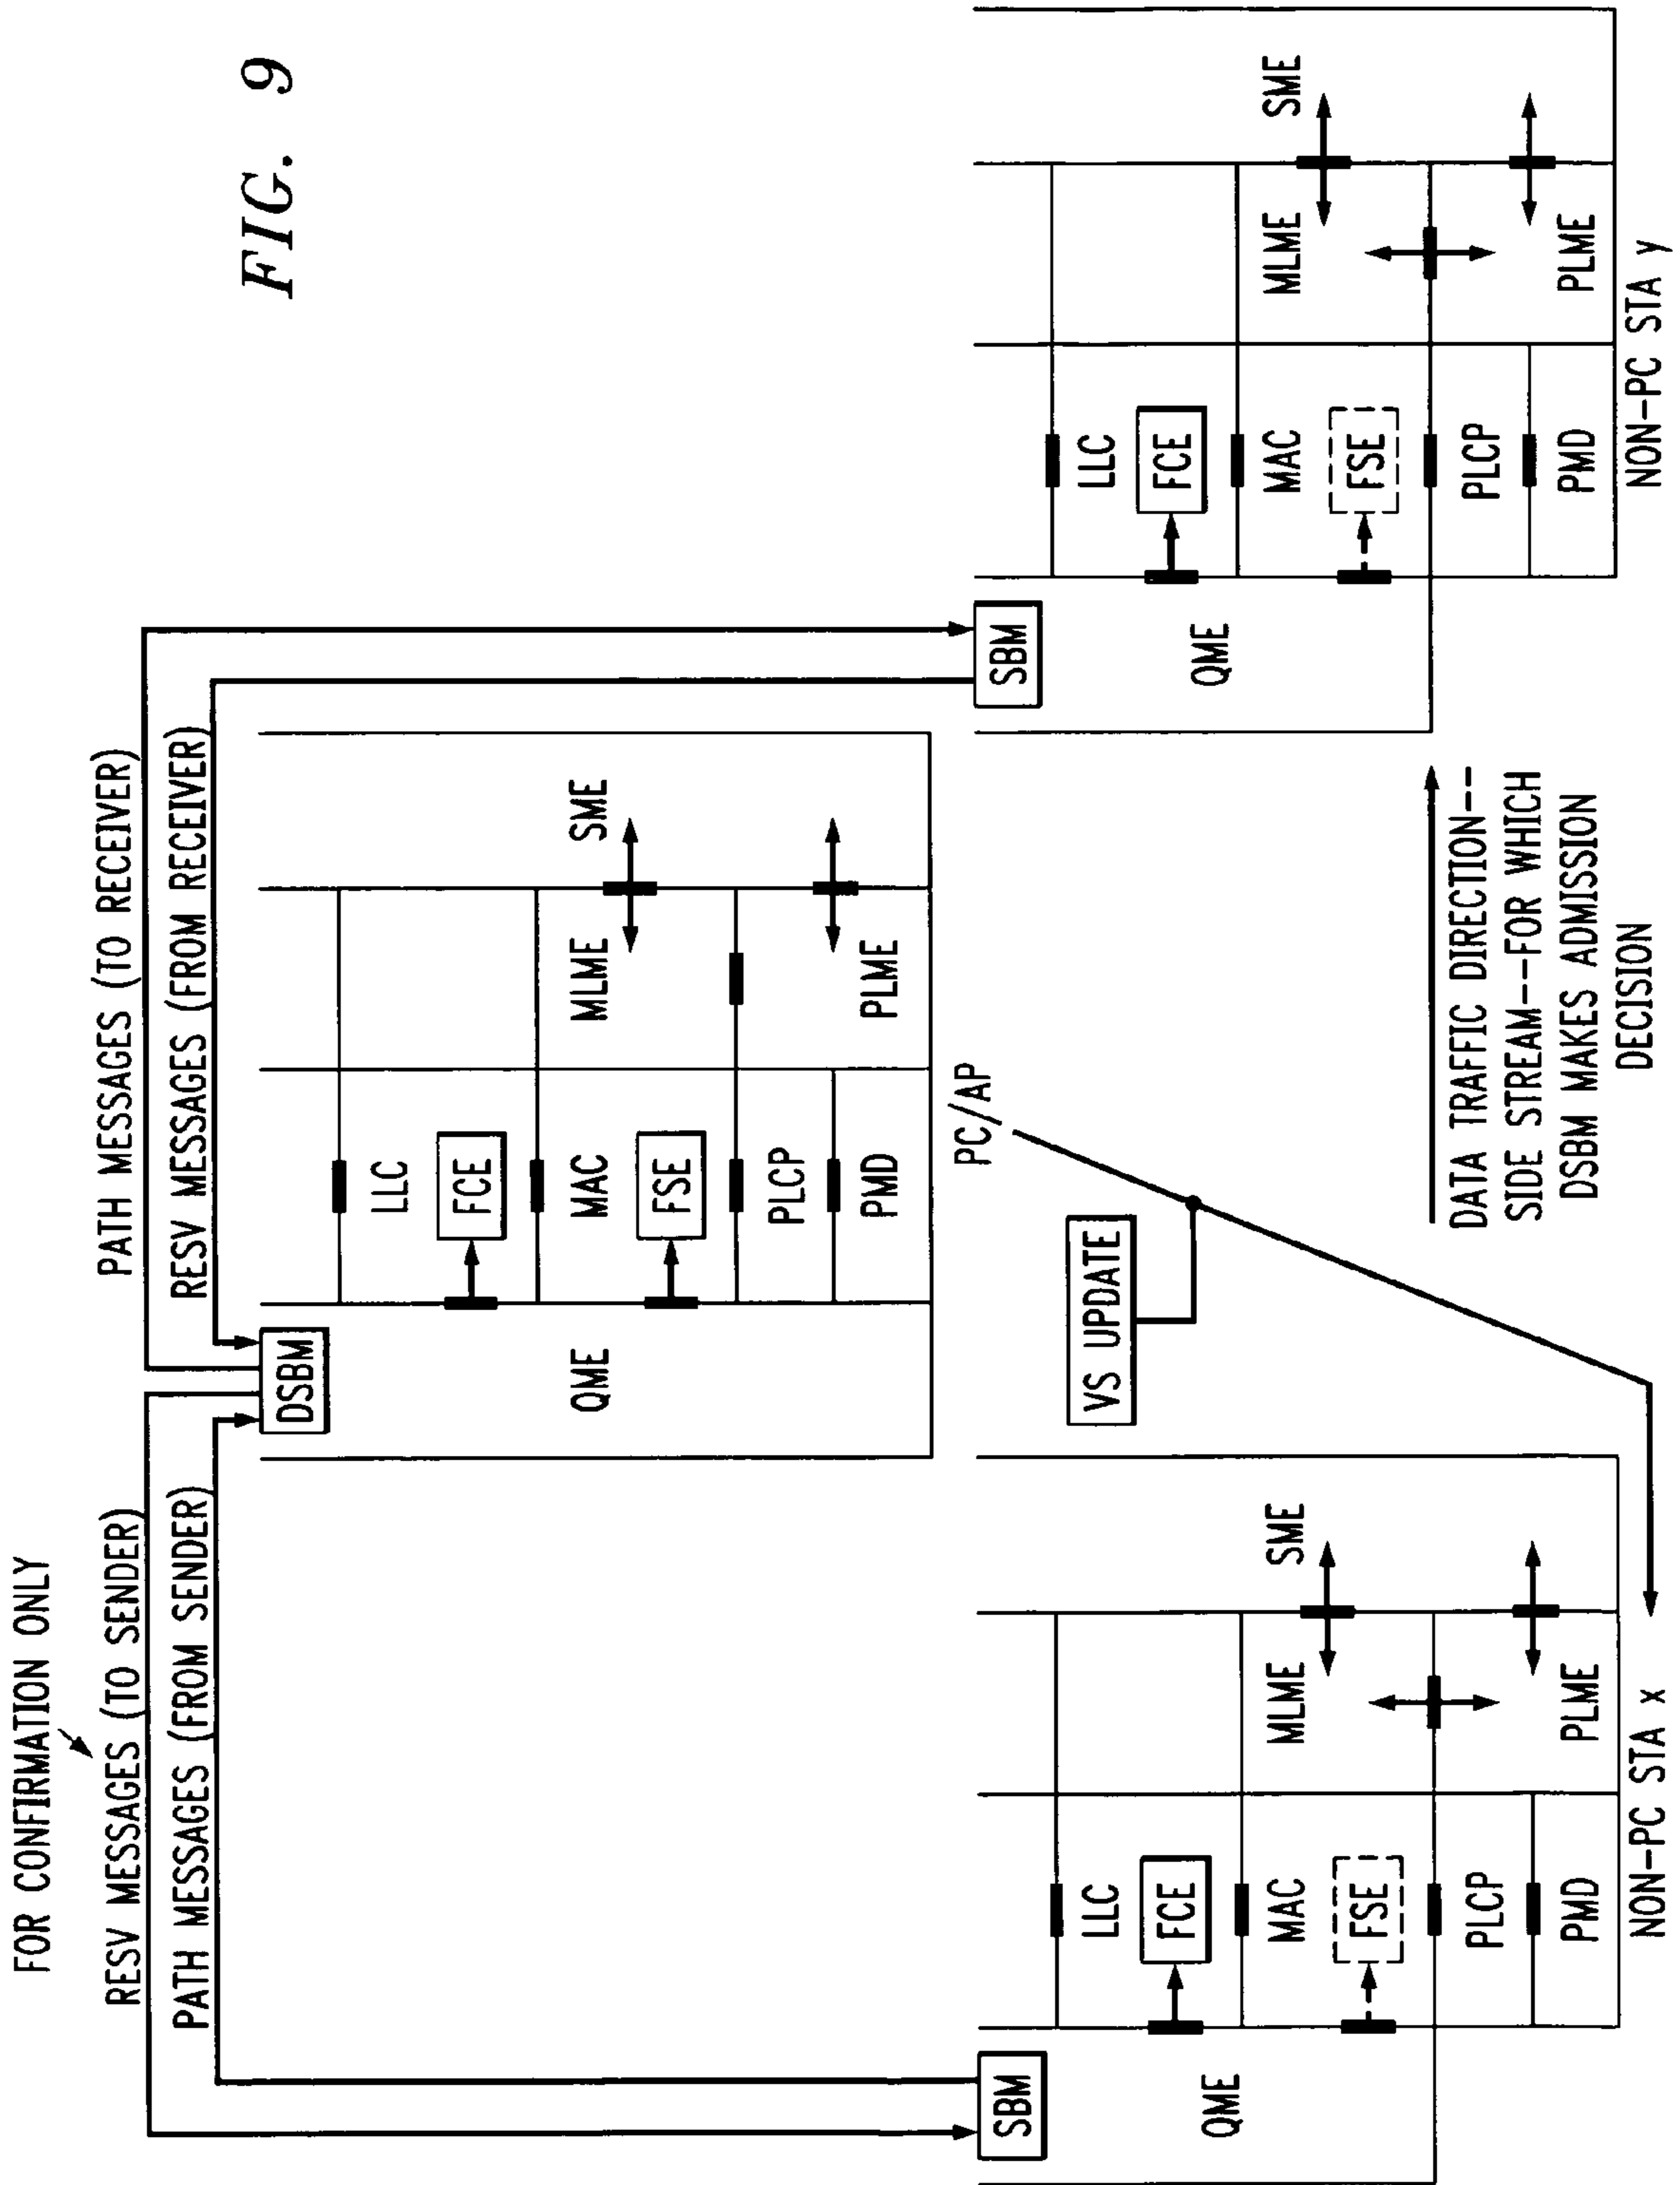 FIG. 9
FOR CONFIRMATION ONLY
RESV MESSAGES (TO SENDER)
PATH MESSAGES (FROM SENDER)
PATH MESSAGES (TO RECEIVER)
RESV MESSAGES (FROM RECEIVER)
DSBM
QME
LLC
FCE
MAC
FSE
PLCP
PMD
MLME
SME
PLME
PC/AP
VS UPDATE
SBM
QME
LLC
FCE
MAC
FSE
PLCP
PMD
MLME
SME
PLME
NON-PC STA x
DATA TRAFFIC DIRECTION--
SIDE STREAM--FOR WHICH
DSBM MAKES ADMISSION
DECISION
SBM
QME
LLC
FCE
MAC
FSE
PLCP
PMD
MLME
SME
PLME
NON-PC STA y